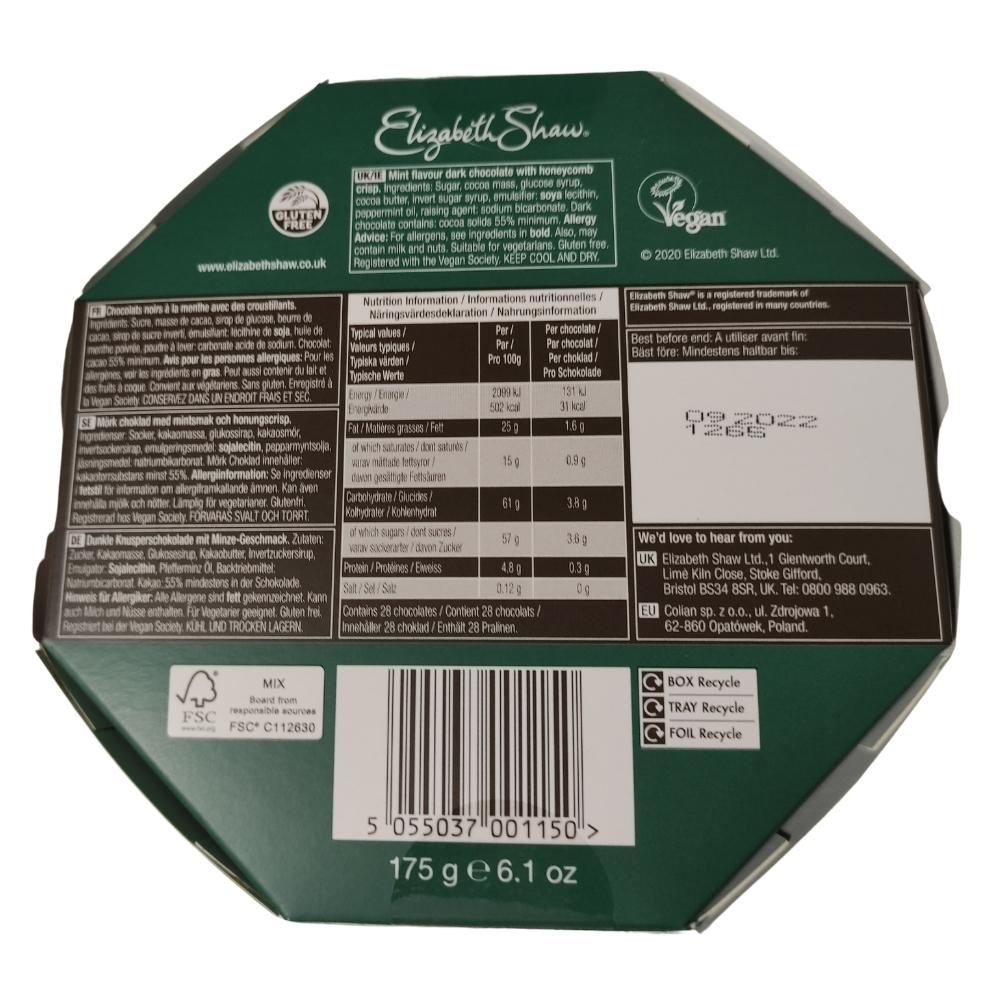 Elizabeth Shaw®
GLUTEN
FREE
www.elizabethshaw.co.uk
UK/IE Mint flavour dark chocolate with honeycomb
crisp. Ingredients: Sugar, cocoa mass, glucose syrup,
cocoa butter, invert sugar syrup, emulsifier: soya lecithin,
peppermint oil, raising agent: sodium bicarbonate. Dark
chocolate contains: cocoa solids 55% minimum. Allergy
Advice: For allergens, see ingredients in bold. Also, may
contain milk and nuts. Suitable for vegetarians. Gluten free.
Registered with the Vegan Society. KEEP COOL AND DRY.
Vegan
© 2020 Elizabeth Shaw Ltd.
FR Chocolats noirs à la menthe avec des croustillants.
Ingrédients: Sucre, masse de cacao, sirop de glucose, beurre de
cacao, sirop de sucre inverti, émulsifiant: lécithine de soja, huile de
menthe poivrée, poudre à lever: carbonate acide de sodium. Chocolat:
cacao 55% minimum. Avis pour les personnes allergiques: Pour les
allergènes, voir les ingrédients en gras. Peut aussi contenir du lait et
des fruits à coque. Convient aux végétariens. Sans gluten. Enregistré à
la Vegan Society. CONSERVEZ DANS UN ENDROIT FRAIS ET SEC.
SE Mörk choklad med mintsmak och honungscrisp.
Ingredienser: Socker, kakaomassa, glukossirap, kakaosmör,
invertsockersirap, emulgeringsmedel: sojalecitin, pepparmyntsolja,
jäsningsmedel: natriumbikarbonat. Mörk Choklad innehåller:
kakaotorrsubstans minst 55%. Allergiinformation: Se ingredienser
i fetstil för information om allergiframkallande ämnen. Kan även
innehålla mjölk och nötter. Lämplig för vegetarianer. Glutenfri.
Registrerad hos Vegan Society. FÖRVARAS SVALT OCH TORRT.
DE Dunkle Knusperschokolade mit Minze-Geschmack. Zutaten:
Zucker, Kakaomasse, Glukosesirup, Kakaobutter, Invertzuckersirup,
Emulgator: Sojalecithin, Pfefferminz Öl, Backtriebmittel:
Natriumbicarbonat. Kakao: 55% mindestens in der Schokolade.
Hinweis für Allergiker: Alle Allergene sind fett gekennzeichnet. Kann
auch Milch und Nüsse enthalten. Für Vegetarier geeignet. Gluten frei.
Registriert bei der Vegan Society. KÜHL UND TROCKEN LAGERN.
Nutrition Information / Informations nutritionnelles /
Näringsvärdesdeklaration / Nahrungsinformation
Typical values / Per / Per chocolate /
Valeurs typiques / Par / Par chocolat /
Typiska värden / Pro 100g Per choklad /
Typische Werte Pro Schokolade
Energy / Energie / 2099 kJ 131 kJ
Energivärde 502 kcal 31 kcal
Fat / Matières grasses / Fett 25 g 1.6 g
of which saturates / dont saturés /
varav mättade fettsyror / 15 g 0.9 g
davon gesättigte Fettsäuren
Carbohydrate / Glucides / 61 g 3.8 g
Kolhydrater / Kohlenhydrat
of which sugars / dont sucres / 57 g 3.6 g
varav sockerarter / davon Zucker
Protein / Protéines / Eiweiss 4.8 g 0.3 g
Salt / Sel / Salz 0.12 g 0 g
Contains 28 chocolates / Contient 28 chocolats /
Innehåller 28 choklad / Enthält 28 Pralinen.
Elizabeth Shaw® is a registered trademark of
Elizabeth Shaw Ltd., registered in many countries.
Best before end: À utiliser avant fin:
Bäst före: Mindestens haltbar bis:
09 2022
1266
We'd love to hear from you:
UK Elizabeth Shaw Ltd.,1 Glentworth Court,
Lime Kiln Close, Stoke Gifford,
Bristol BS34 8SR, UK. Tel: 0800 988 0963.
EU Colian sp. z o.o., ul. Zdrojowa 1,
62-860 Opatówek, Poland.
FSC
www.fsc.org
MIX
Board from
responsible sources
FSC® C112630
5 055037 001150 >
175 g e 6.1 oz
BOX Recycle
TRAY Recycle
FOIL Recycle